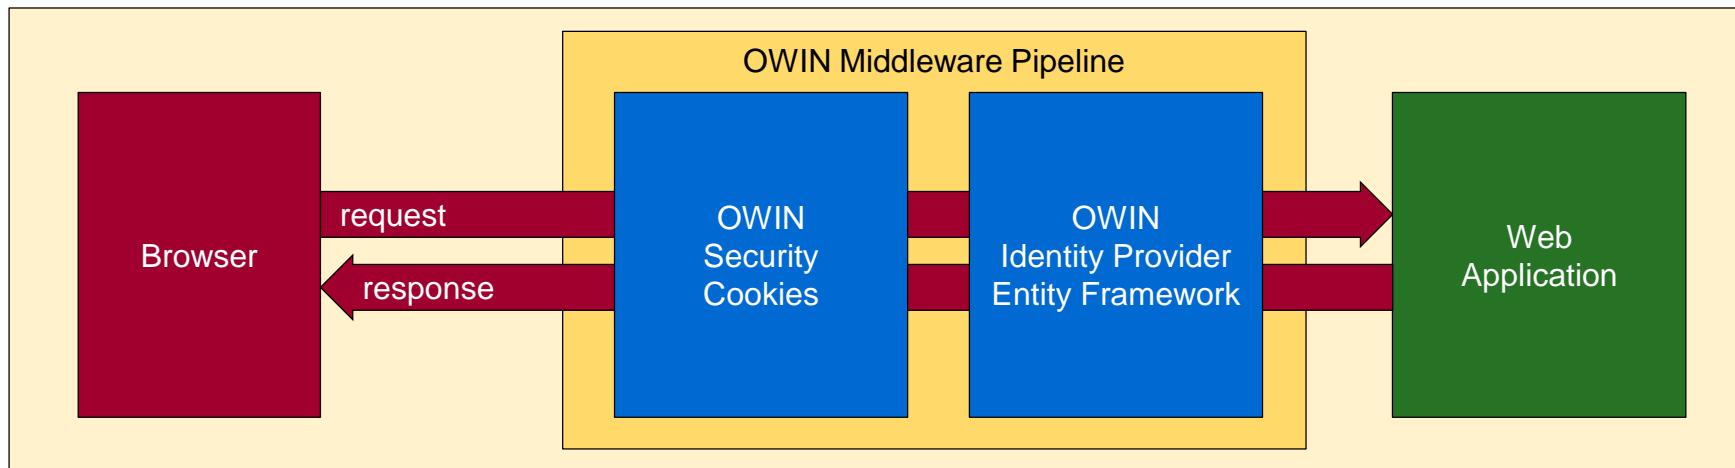 OWIN Middleware Pipeline
Browser
request
response
OWIN
Security
Cookies
OWIN
Identity Provider
Entity Framework
Web
Application